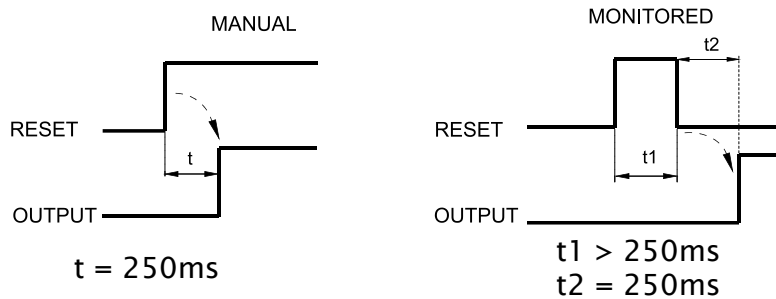 MANUAL
RESET
t
OUTPUT
t = 250ms
MONITORED
t2
RESET
t1
OUTPUT
t1 > 250ms
t2 = 250ms